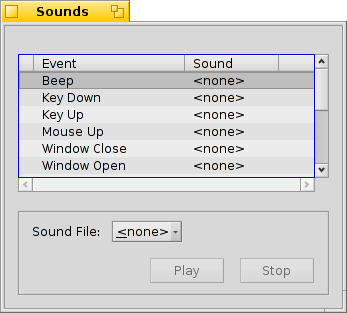 Sounds
Event Sound
Beep <none>
Key Down <none>
Key Up <none>
Mouse Up <none>
Window Close <none>
Window Open <none>
Sound File: <none>
Play Stop